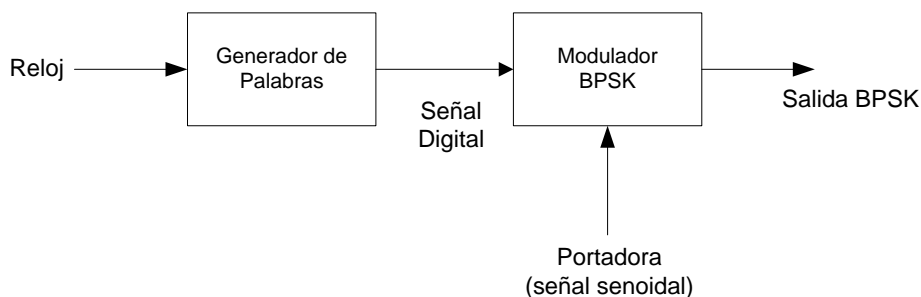 Reloj
Generador de
Palabras
Señal
Digital
Modulador
BPSK
Salida BPSK
Portadora
(señal senoidal)